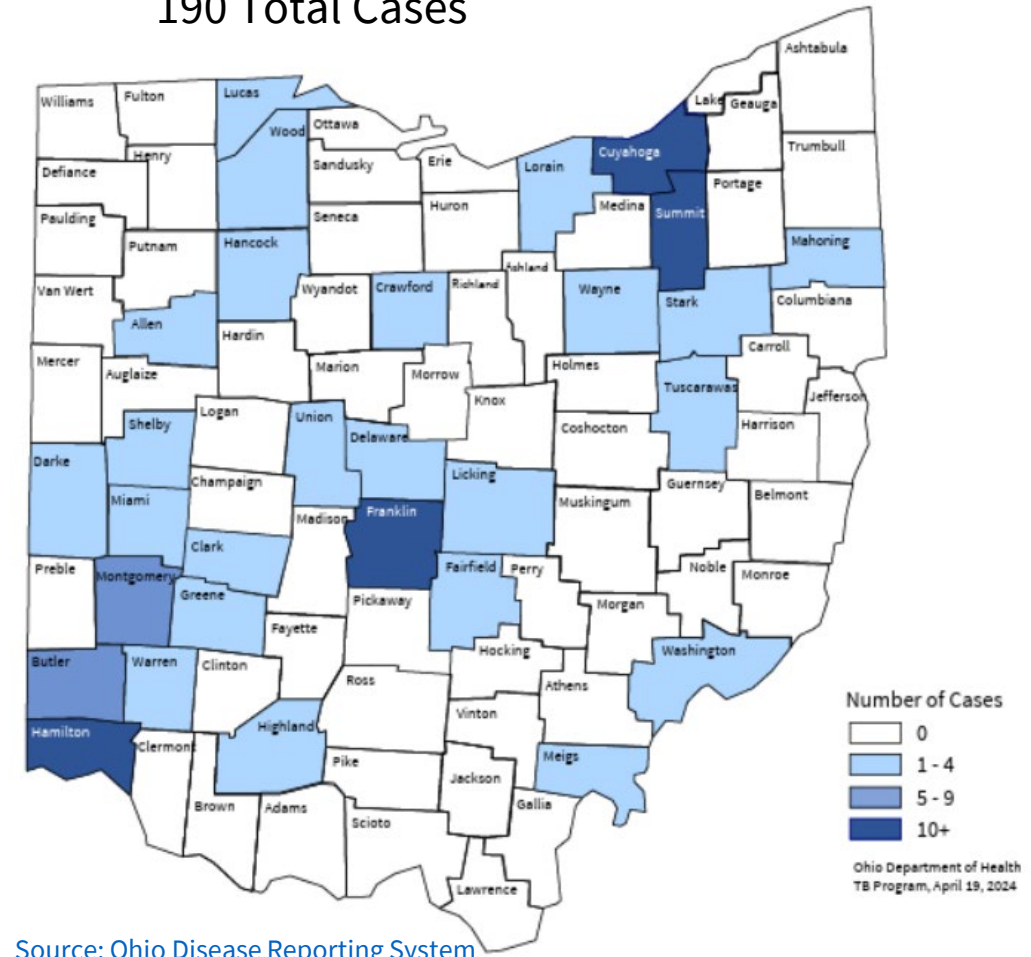 190 Total Cases
Ashtabula
Williams
Fulton
Lucas
Lake
Geauga
Wood
Ottawa
Henry
Defiance
Sandusky
Erie
Lorain
Cuyahoga
Trumbull
Portage
Paulding
Seneca
Huron
Medina
Summit
Putnam
Hancock
Mahoning
Ashland
Van Wert
Wyandot
Crawford
Richland
Wayne
Stark
Columbiana
Allen
Hardin
Carroll
Mercer
Auglaize
Marion
Morrow
Holmes
Tuscarawas
Jefferson
Knox
Logan
Union
Shelby
Delaware
Coshocton
Harrison
Darke
Licking
Champaign
Guernsey
Miami
Madison
Franklin
Muskingum
Belmont
Clark
Preble
Montgomery
Fairfield
Perry
Noble
Monroe
Greene
Pickaway
Morgan
Fayette
Butler
Warren
Clinton
Hocking
Washington
Ross
Athens
Vinton
Hamilton
Clermont
Highland
Pike
Meigs
Jackson
Brown
Adams
Scioto
Gallia
Lawrence
Number of Cases
0
1 - 4
5 - 9
10+
Ohio Department of Health
TB Program, April 19, 2024
Source: Ohio Disease Reporting System